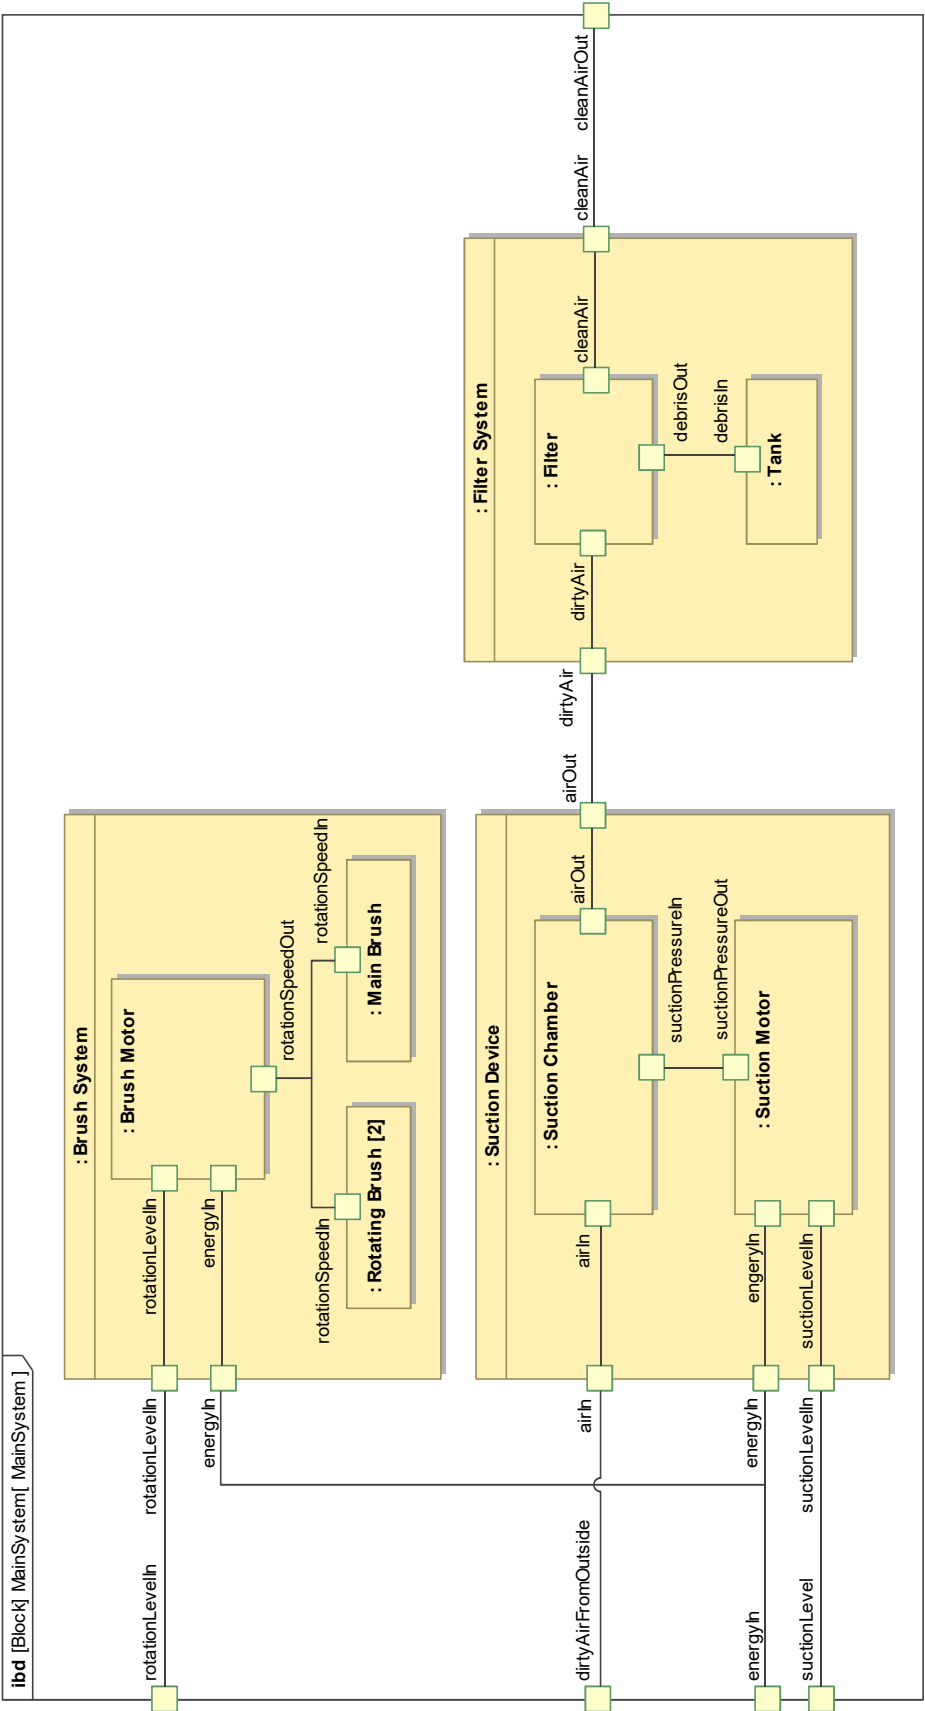 ibd [Block] MainSystem[ MainSystem ]
rotationLevelIn
rotationLevelIn
rotationLevelIn
energyIn
energyIn
: Brush System
: Brush Motor
rotationSpeedOut
rotationSpeedIn
: Rotating Brush [2]
rotationSpeedIn
: Main Brush
dirtyAirFromOutside
airIn
airIn
: Suction Device
: Suction Chamber
airOut
airOut
suctionPressureIn
suctionPressureOut
: Suction Motor
energyIn
energyIn
engeryIn
suctionLevel
suctionLevelIn
suctionLevelIn
: Filter System
dirtyAir
dirtyAir
: Filter
cleanAir
cleanAir
cleanAirOut
debrisOut
debrisIn
: Tank